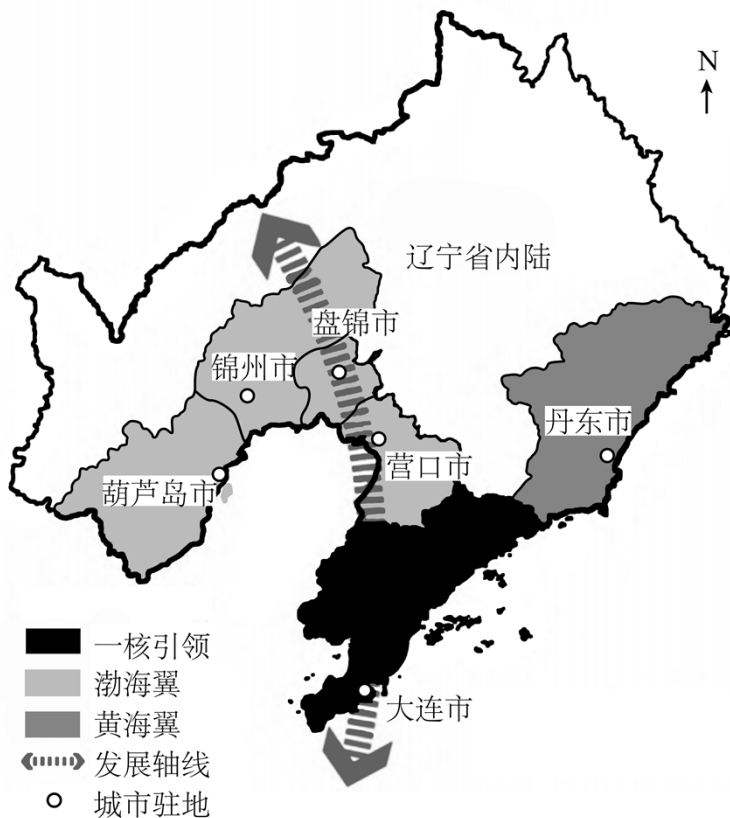 N
辽宁省内陆
盘锦市
锦州市
丹东市
营口市
葫芦岛市
一核引领
渤海翼
黄海翼
大连市
发展轴线
城市驻地